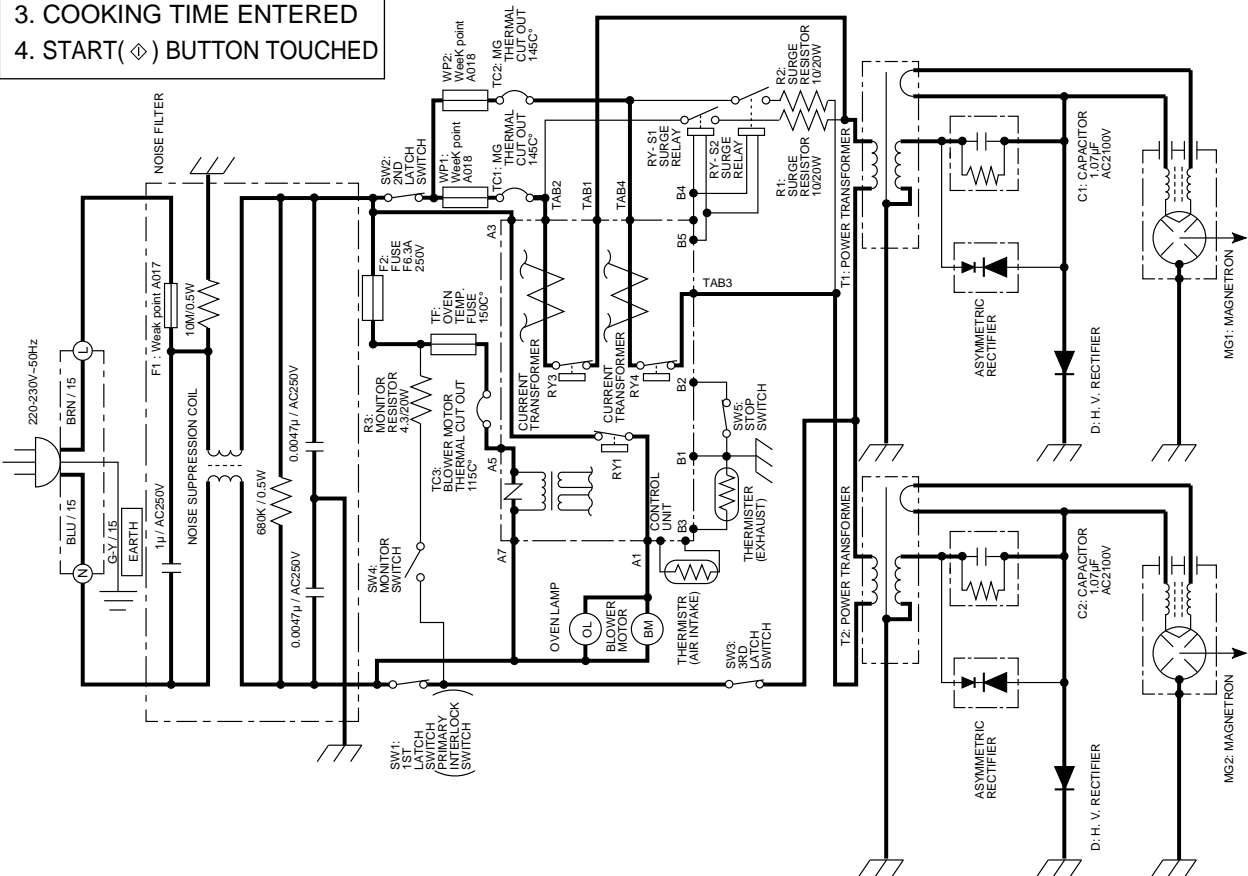 3. COOKING TIME ENTERED
4. START( ) BUTTON TOUCHED
NOISE FILTER
220-230V~50Hz
L
N
BRN / 15
BLU / 15
G-Y / 15
EARTH
F1 : Weak point A017
10M/0.5W
1μ / AC250V
NOISE SUPPRESSION COIL
680K / 0.5W
0.0047μ / AC250V
0.0047μ / AC250V
SW2:
2ND
LATCH
SWITCH
WP2:
WeeK point
A018
TC2: MG
THERMAL
CUT OUT
145C°
WP1:
WeeK point
A018
TC1: MG
THERMAL
CUT OUT
145C°
F2:
FUSE
F6.3A
250V
TF:
OVEN
TEMP.
FUSE
150C°
R3:
MONITOR
RESISTOR
4.3/20W
TC3:
BLOWER MOTOR
THERMAL CUT OUT
115C°
SW4:
MONITOR
SWITCH
SW1:
1ST
LATCH
SWITCH
PRIMARY
INTERLOCK
SWITCH
A3
A5
A7
A1
TAB2
TAB1
TAB4
TAB3
B4
B5
B2
B1
B3
CURRENT
TRANSFORMER
RY3
CURRENT
TRANSFORMER
RY4
RY1
CONTROL
UNIT
RY- S1
SURGE
RELAY
RY- S2
SURGE
RELAY
R2:
SURGE
RESISTOR
10/20W
R1:
SURGE
RESISTOR
10/20W
SW5:
STOP
SWITCH
THERMISTER
(EXHAUST)
THERMISTR
(AIR INTAKE)
OVEN LAMP
OL
BLOWER
MOTOR
BM
SW3:
3RD
LATCH
SWITCH
T1: POWER TRANSFORMER
C1: CAPACITOR
1.07μF
AC2100V
ASYMMETRIC
RECTIFIER
D: H. V. RECTIFIER
MG1: MAGNETRON
T2: POWER TRANSFORMER
C2: CAPACITOR
1.07μF
AC2100V
ASYMMETRIC
RECTIFIER
D: H. V. RECTIFIER
MG2: MAGNETRON